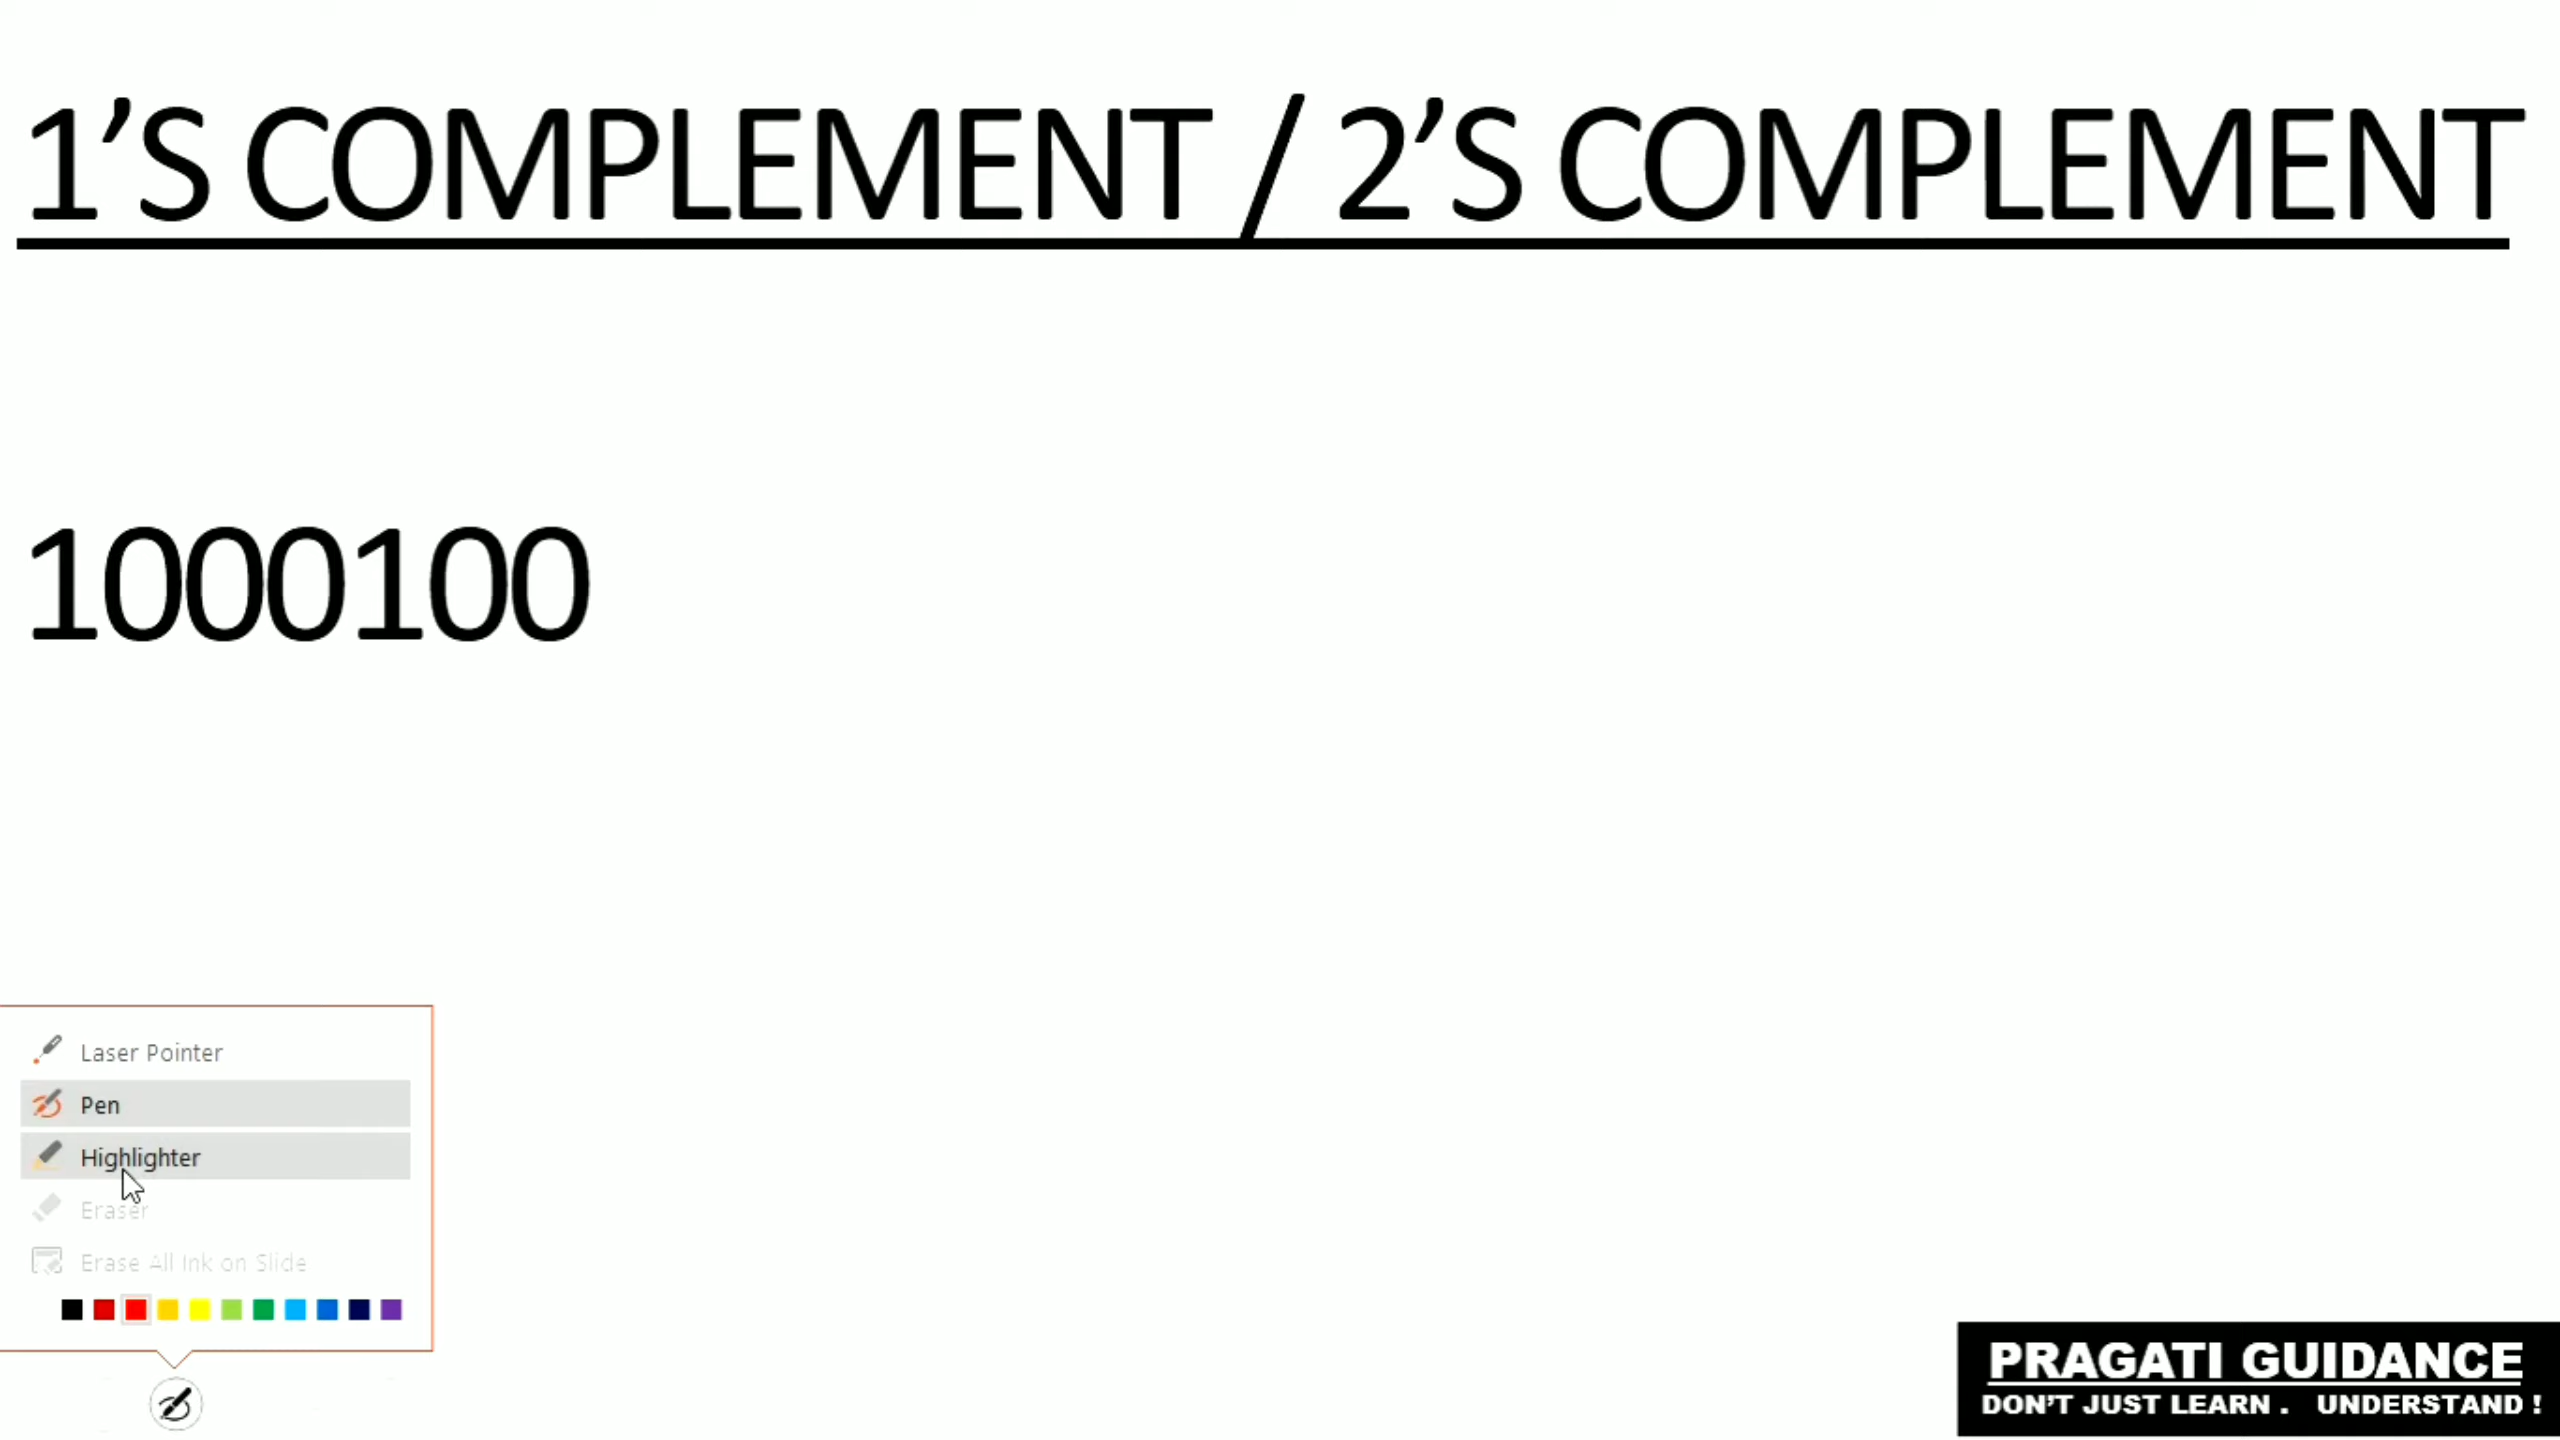 1’S COMPLEMENT / 2’S COMPLEMENT
1000100
Laser Pointer
Pen
Highlighter
Eraser
Erase All Ink on Slide
PRAGATI GUIDANCE
DON’T JUST LEARN . UNDERSTAND !